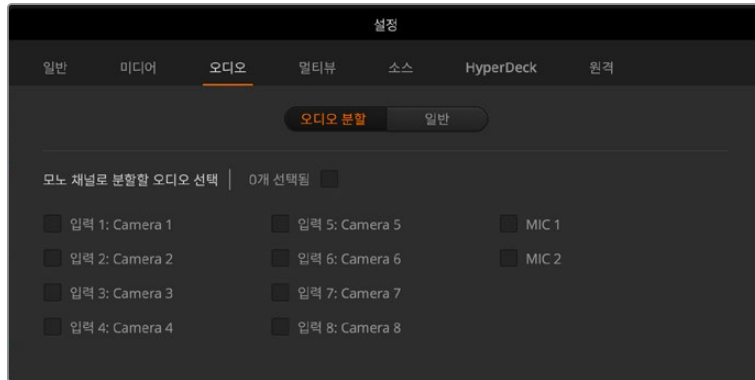 설정
일반 미디어 오디오 멀티뷰 소스 HyperDeck 원격
오디오 분할 일반
모노 채널로 분할할 오디오 선택 0개 선택됨
입력 1: Camera 1 입력 5: Camera 5 MIC 1
입력 2: Camera 2 입력 6: Camera 6 MIC 2
입력 3: Camera 3 입력 7: Camera 7
입력 4: Camera 4 입력 8: Camera 8